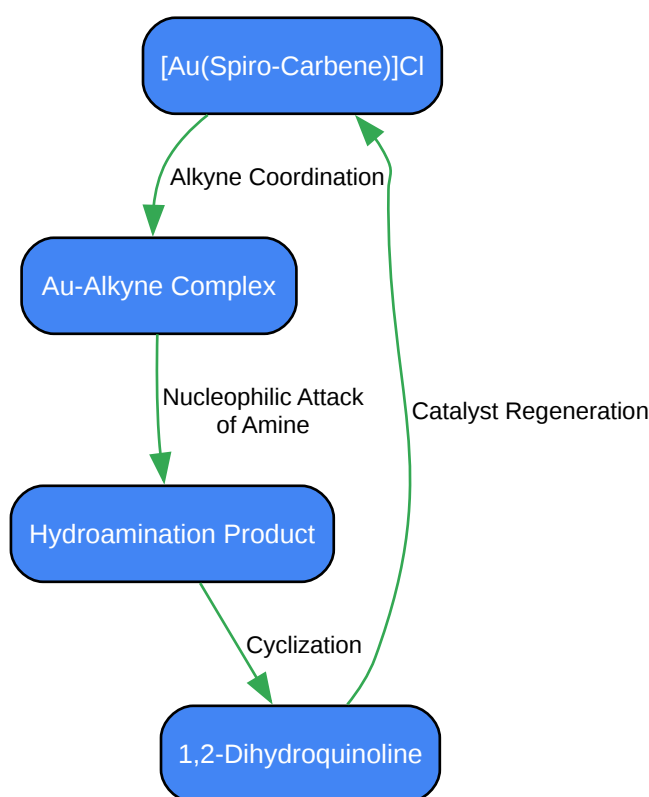 [Au(Spiro-Carbene)]Cl
Alkyne Coordination
Au-Alkyne Complex
Nucleophilic Attack
of Amine
Catalyst Regeneration
Hydroamination Product
Cyclization
1,2-Dihydroquinoline